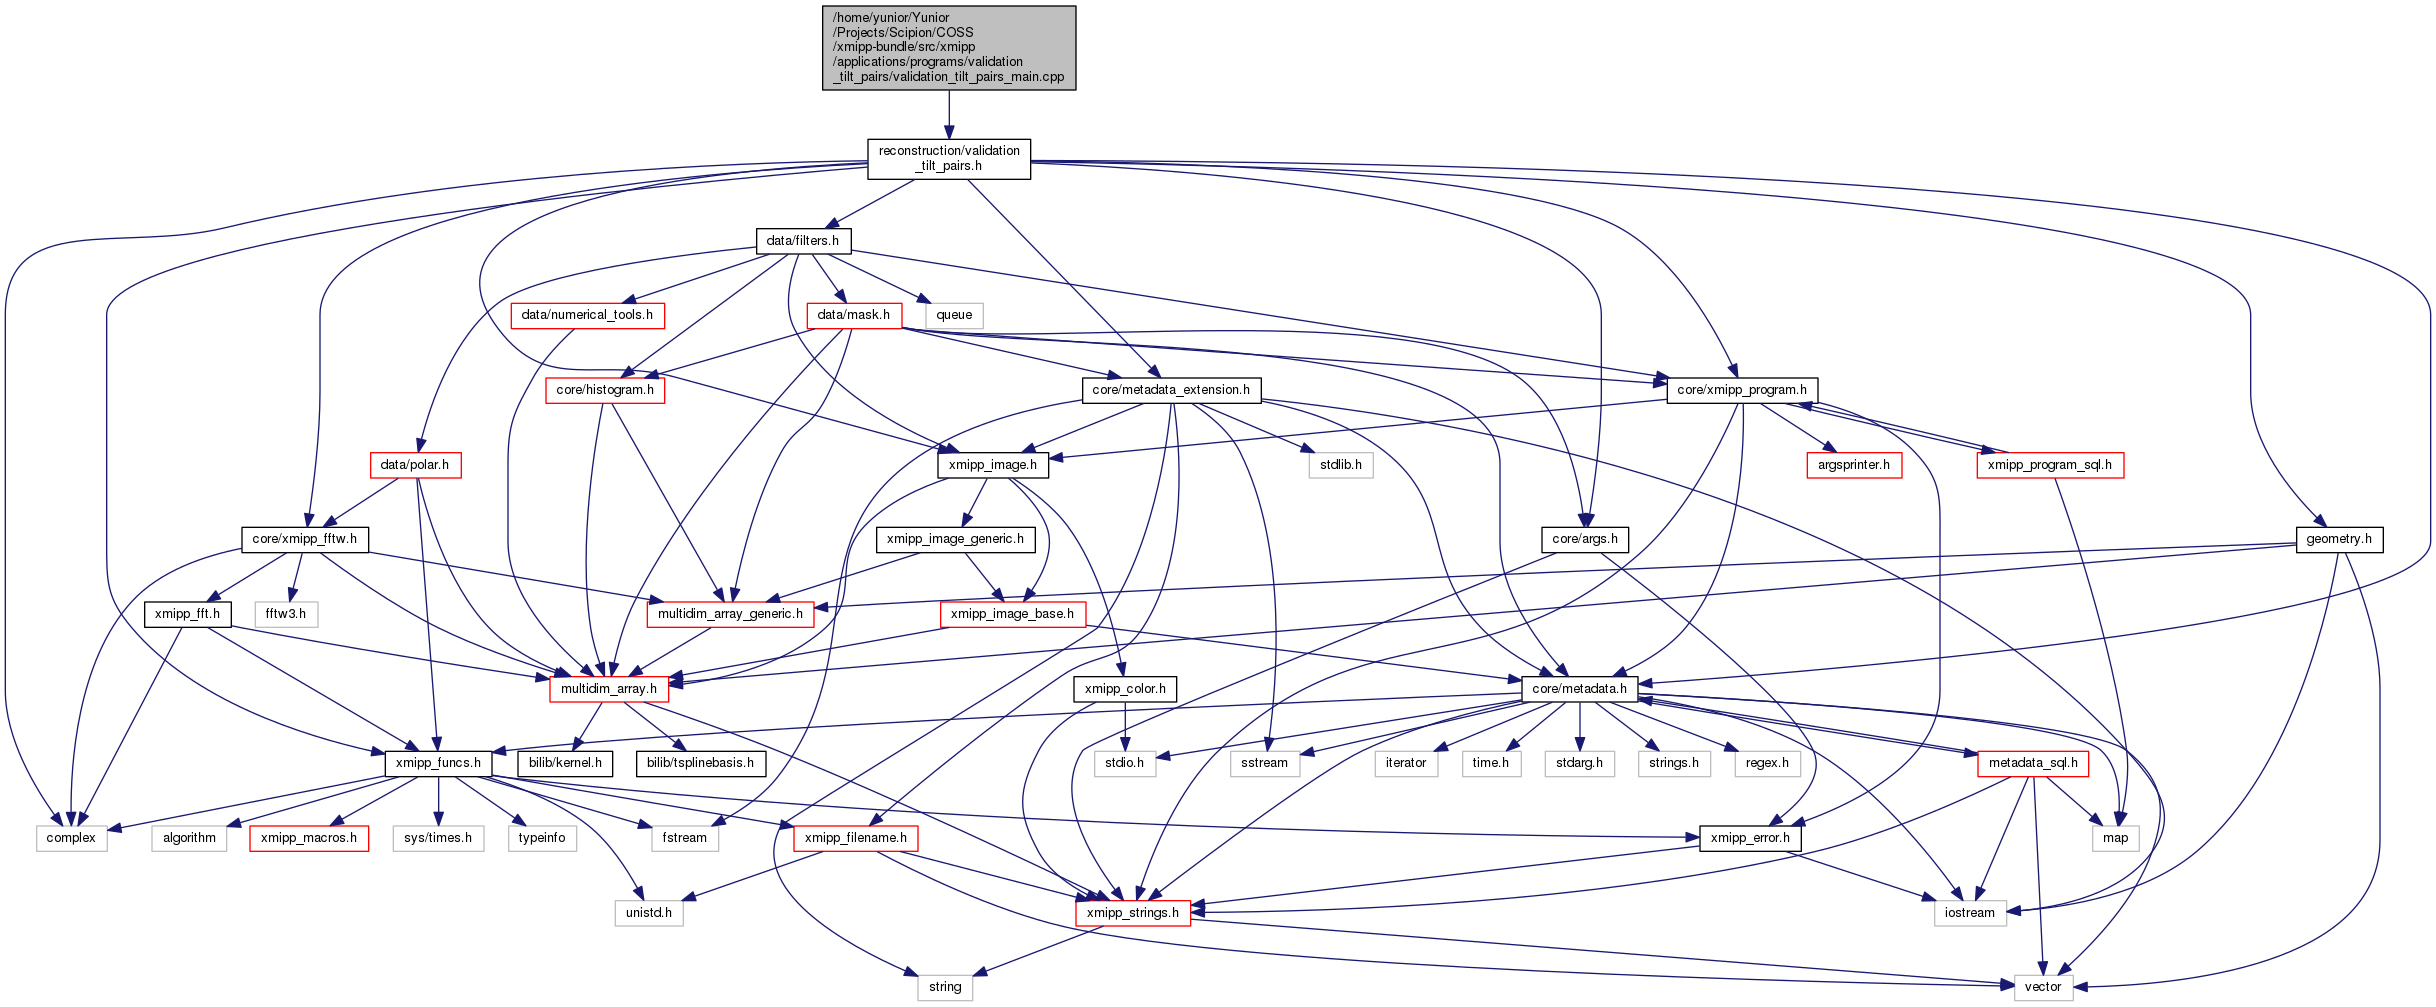 /home/yunior/Yunior
/Projects/Scipion/COSS
/xmipp-bundle/src/xmipp
/applications/programs/validation
_tilt_pairs/validation_tilt_pairs_main.cpp
reconstruction/validation
_tilt_pairs.h
data/filters.h
data/numerical_tools.h
data/mask.h
queue
core/histogram.h
core/metadata_extension.h
core/xmipp_program.h
data/polar.h
xmipp_image.h
stdlib.h
argsprinter.h
xmipp_program_sql.h
core/xmipp_fftw.h
xmipp_image_generic.h
core/args.h
geometry.h
xmipp_fft.h
fftw3.h
multidim_array_generic.h
xmipp_image_base.h
multidim_array.h
xmipp_color.h
core/metadata.h
xmipp_funcs.h
bilib/kernel.h
bilib/tsplinebasis.h
stdio.h
sstream
iterator
time.h
stdarg.h
strings.h
regex.h
metadata_sql.h
complex
algorithm
xmipp_macros.h
sys/times.h
typeinfo
fstream
xmipp_filename.h
xmipp_error.h
map
unistd.h
xmipp_strings.h
iostream
string
vector